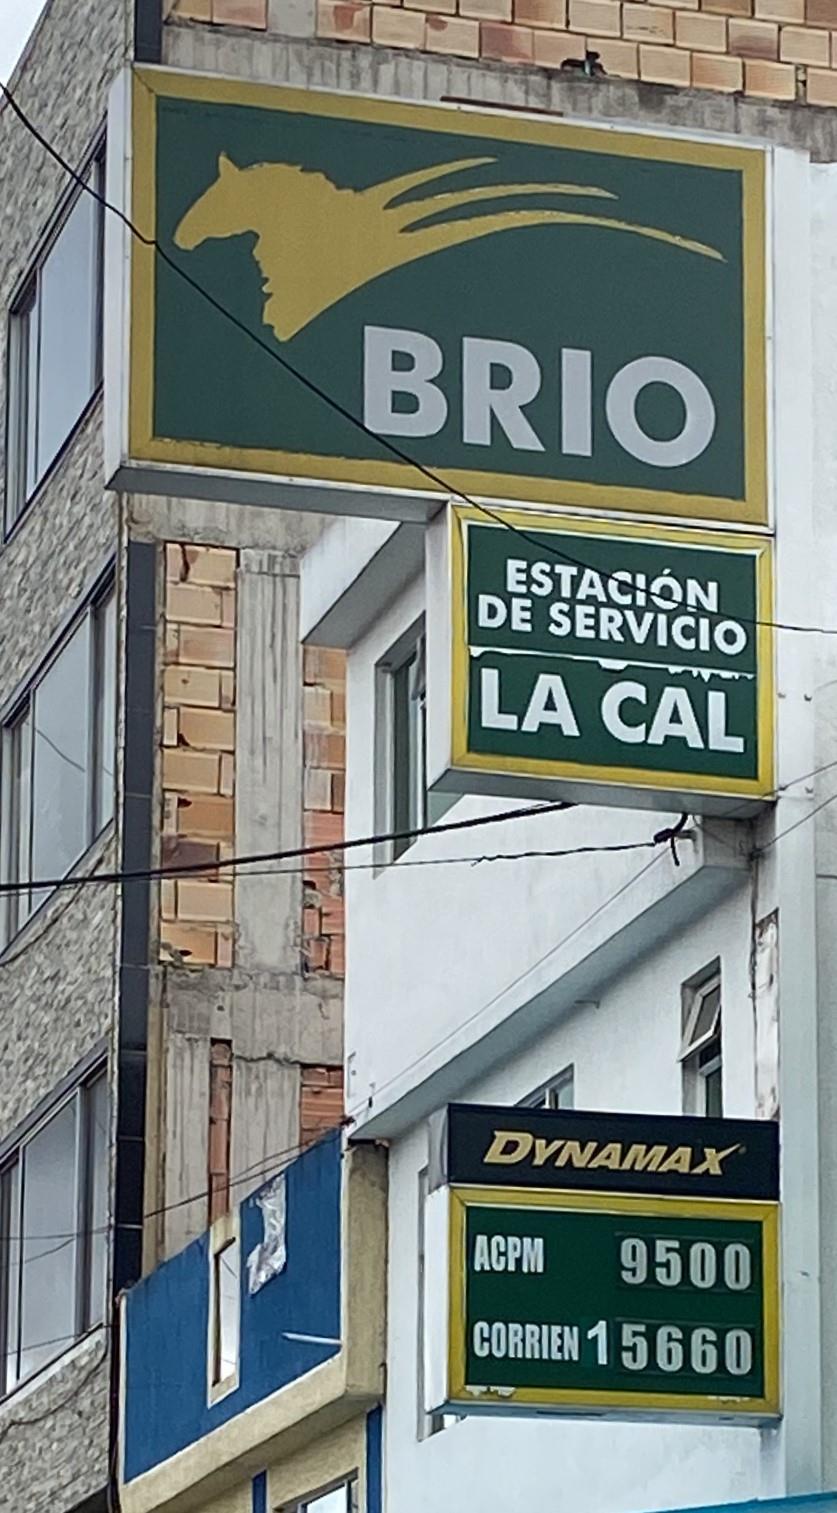 BRIO
ESTACIÓN
DE SERVICIO
LA CAL
DYNAMAX
ACPM 9500
CORRIEN 15660